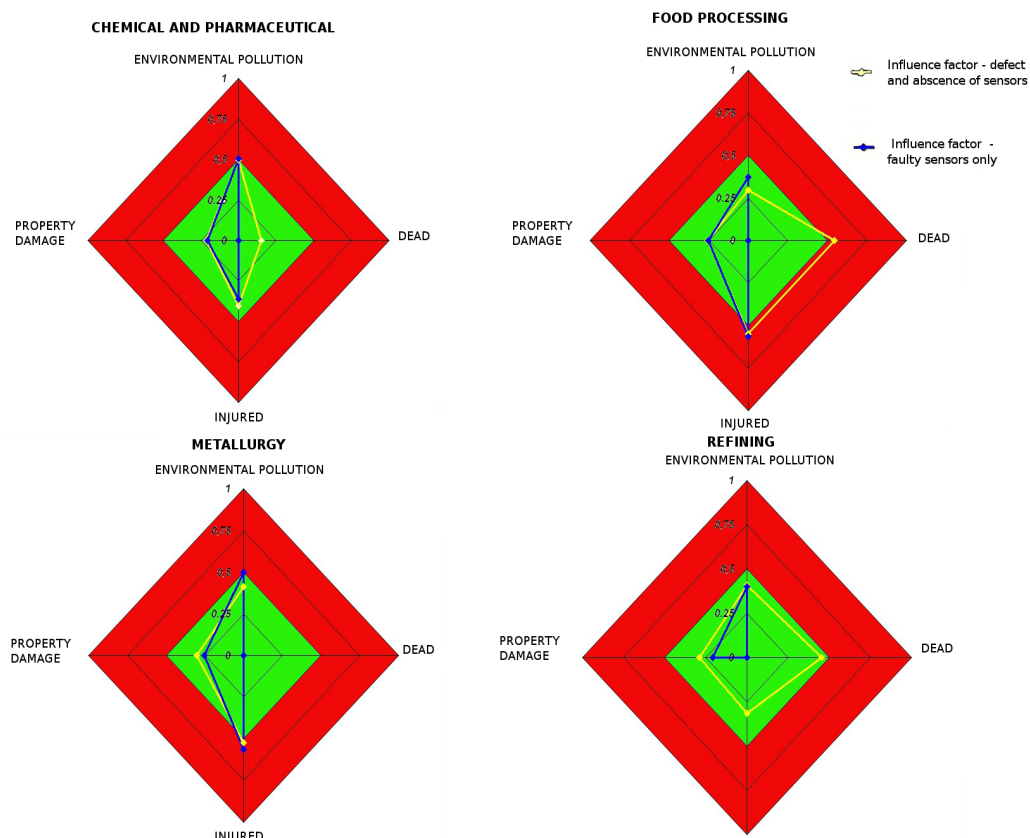 CHEMICAL AND PHARMACEUTICAL
ENVIRONMENTAL POLLUTION
1
0,75
0,5
0,25
0
PROPERTY
DAMAGE
DEAD
INJURED
FOOD PROCESSING
ENVIRONMENTAL POLLUTION
1
0,75
0,5
0,25
0
PROPERTY
DAMAGE
DEAD
INJURED
Influence factor - defect
and absence of sensors
Influence factor -
faulty sensors only
METALLURGY
ENVIRONMENTAL POLLUTION
1
0,75
0,5
0,25
0
PROPERTY
DAMAGE
DEAD
INJURED
REFINING
ENVIRONMENTAL POLLUTION
1
0,75
0,5
0,25
0
PROPERTY
DAMAGE
DEAD